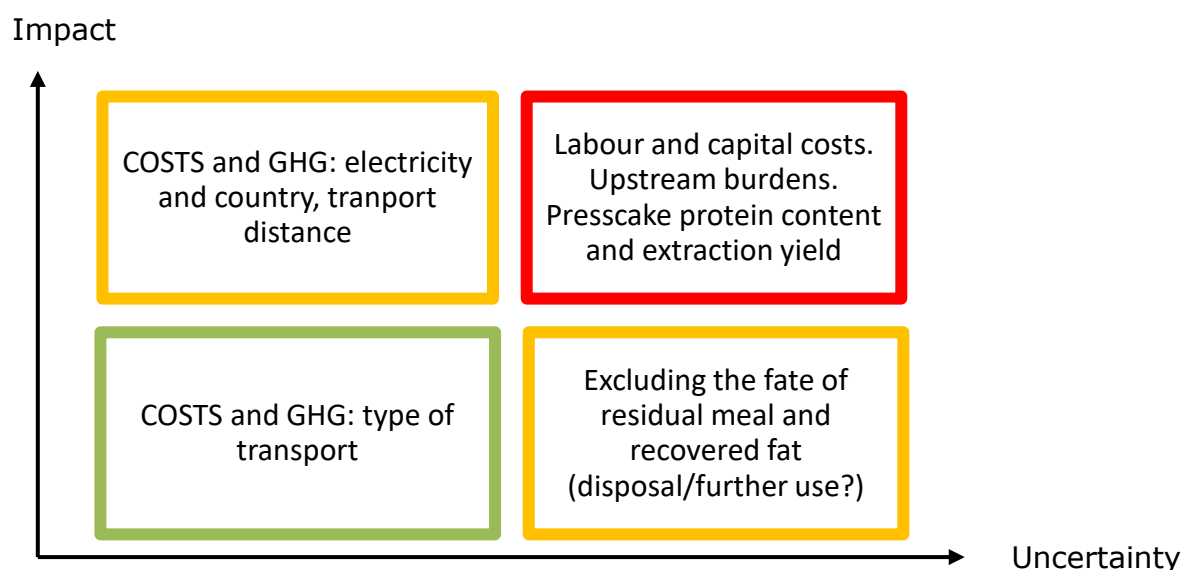 Impact
COSTS and GHG: electricity
and country, tranport
distance
Labour and capital costs.
Upstream burdens.
Presscake protein content
and extraction yield
COSTS and GHG: type of
transport
Excluding the fate of
residual meal and
recovered fat
(disposal/further use?)
Uncertainty